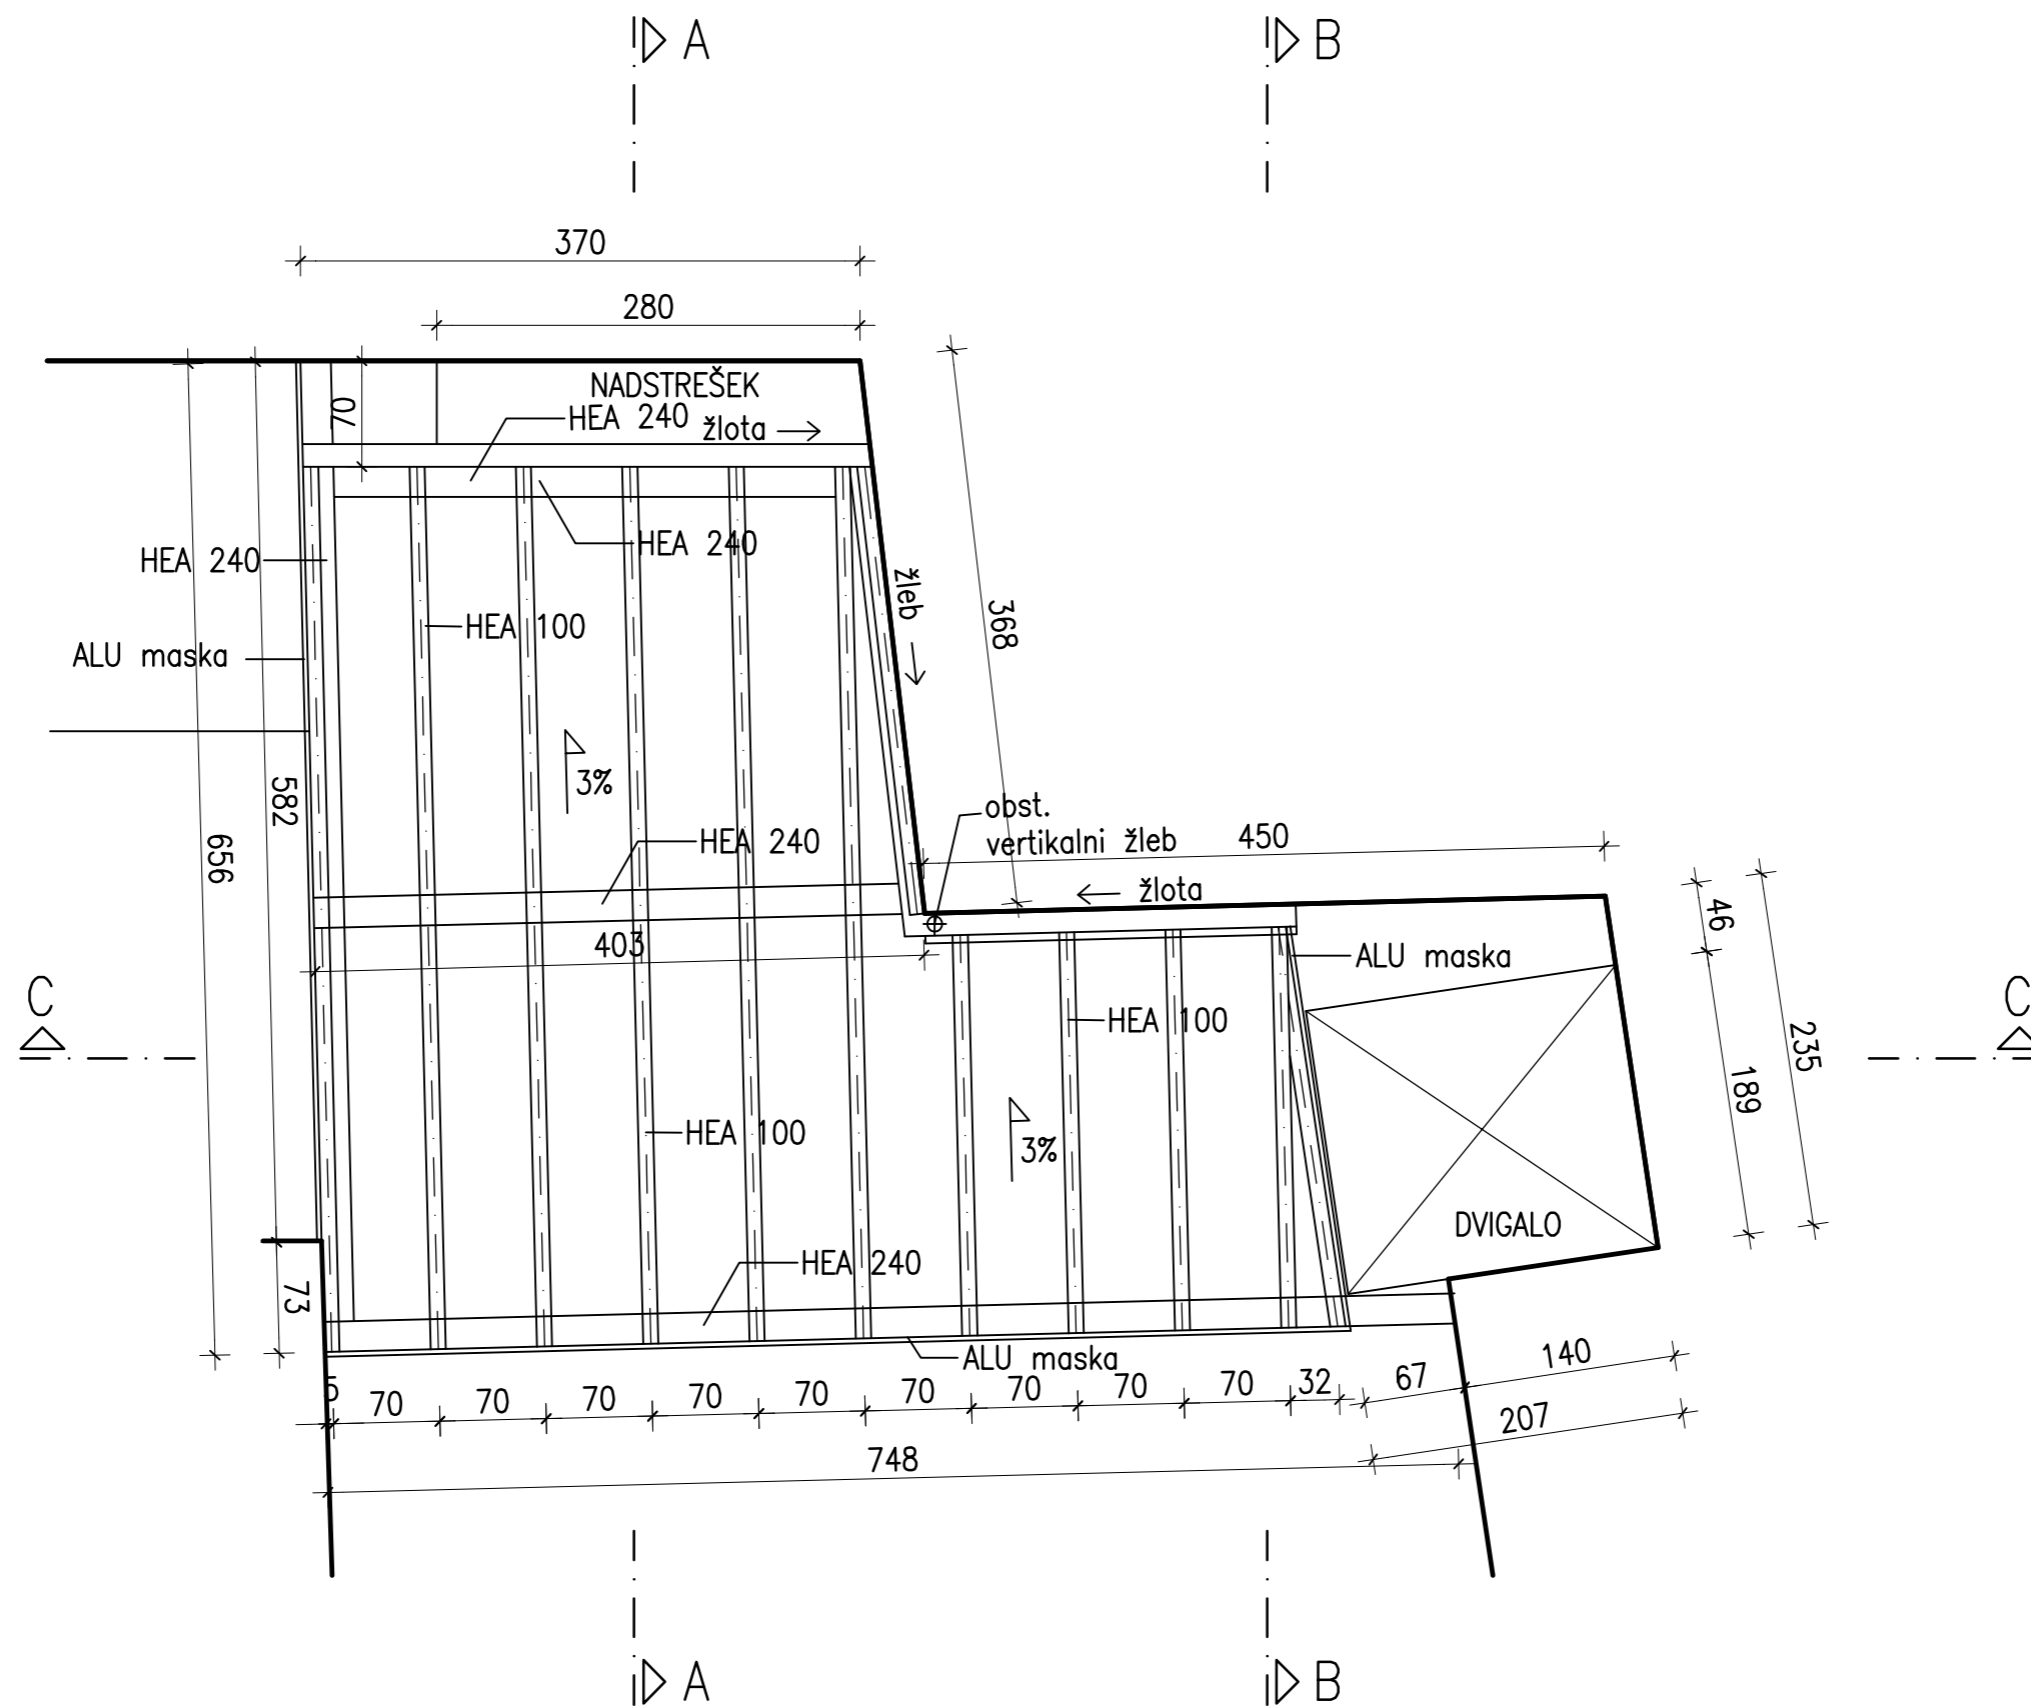 A
B
370
280
NADSTREŠEK
HEA 240
žlota
70
HEA 240
HEA 240
žleb
368
HEA 100
ALU maska
3%
582
656
obst.
vertikalni žleb
450
HEA 240
žlota
46
403
ALU maska
C
C
HEA 100
235
189
HEA 100
3%
DVIGALO
HEA 240
73
ALU maska
140
5
70
70
70
70
70
70
70
70
70
32
67
207
748
A
B